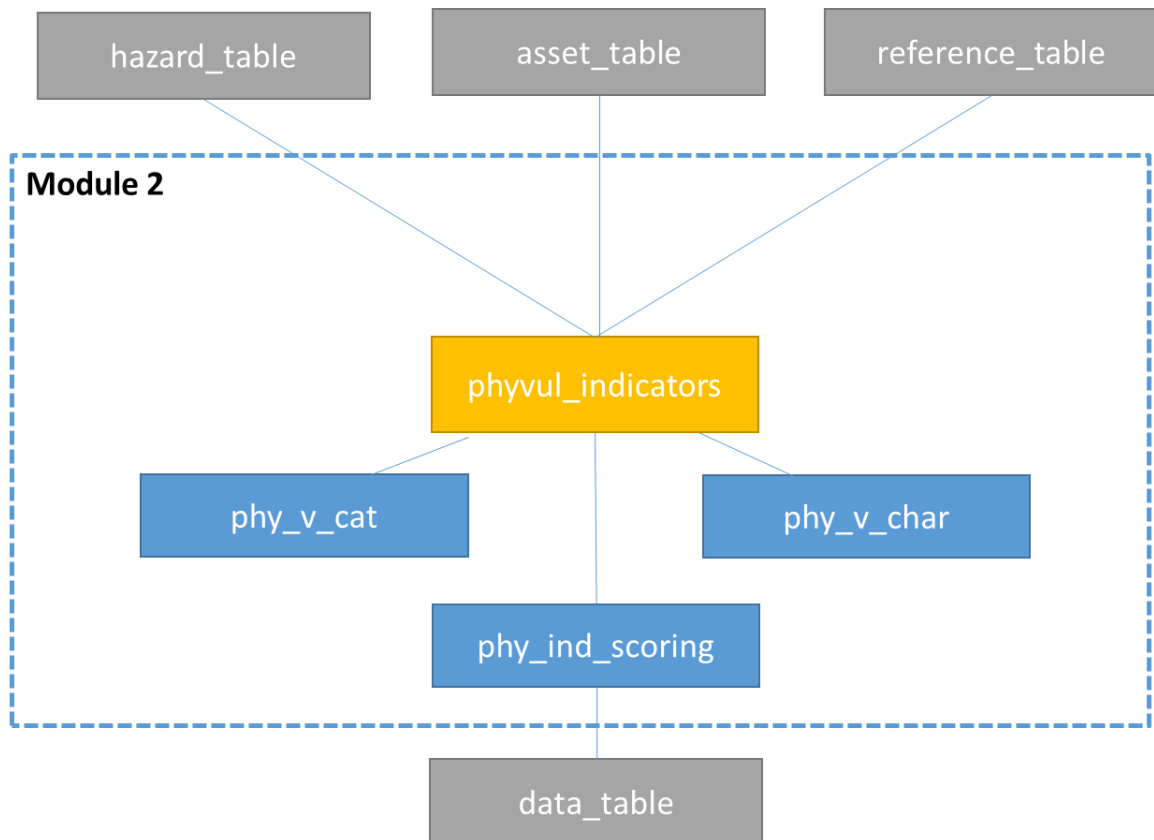 hazard_table
asset_table
reference_table
Module 2
phyvul_indicators
phy_v_cat
phy_v_char
phy_ind_scoring
data_table